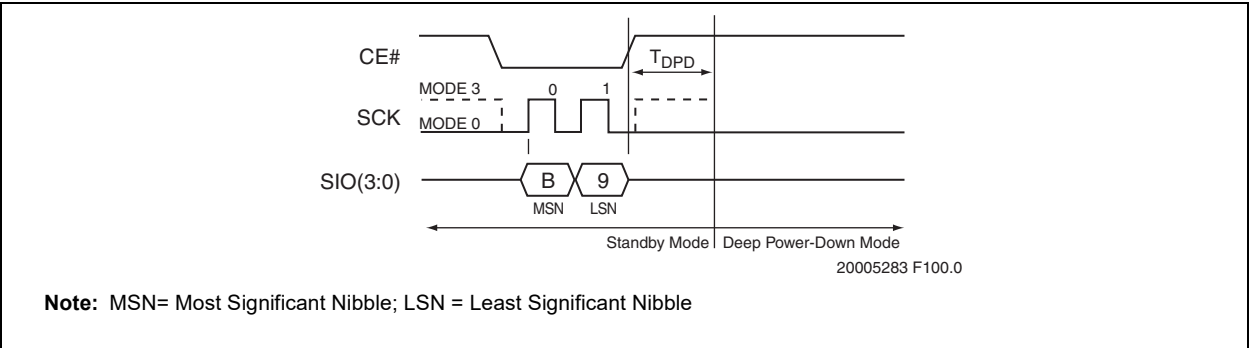 CE#
TDPD
MODE 3
0 1
SCK
MODE 0
SIO(3:0)
B 9
MSN LSN
Standby Mode Deep Power-Down Mode
20005283 F100.0
Note: MSN= Most Significant Nibble; LSN = Least Significant Nibble